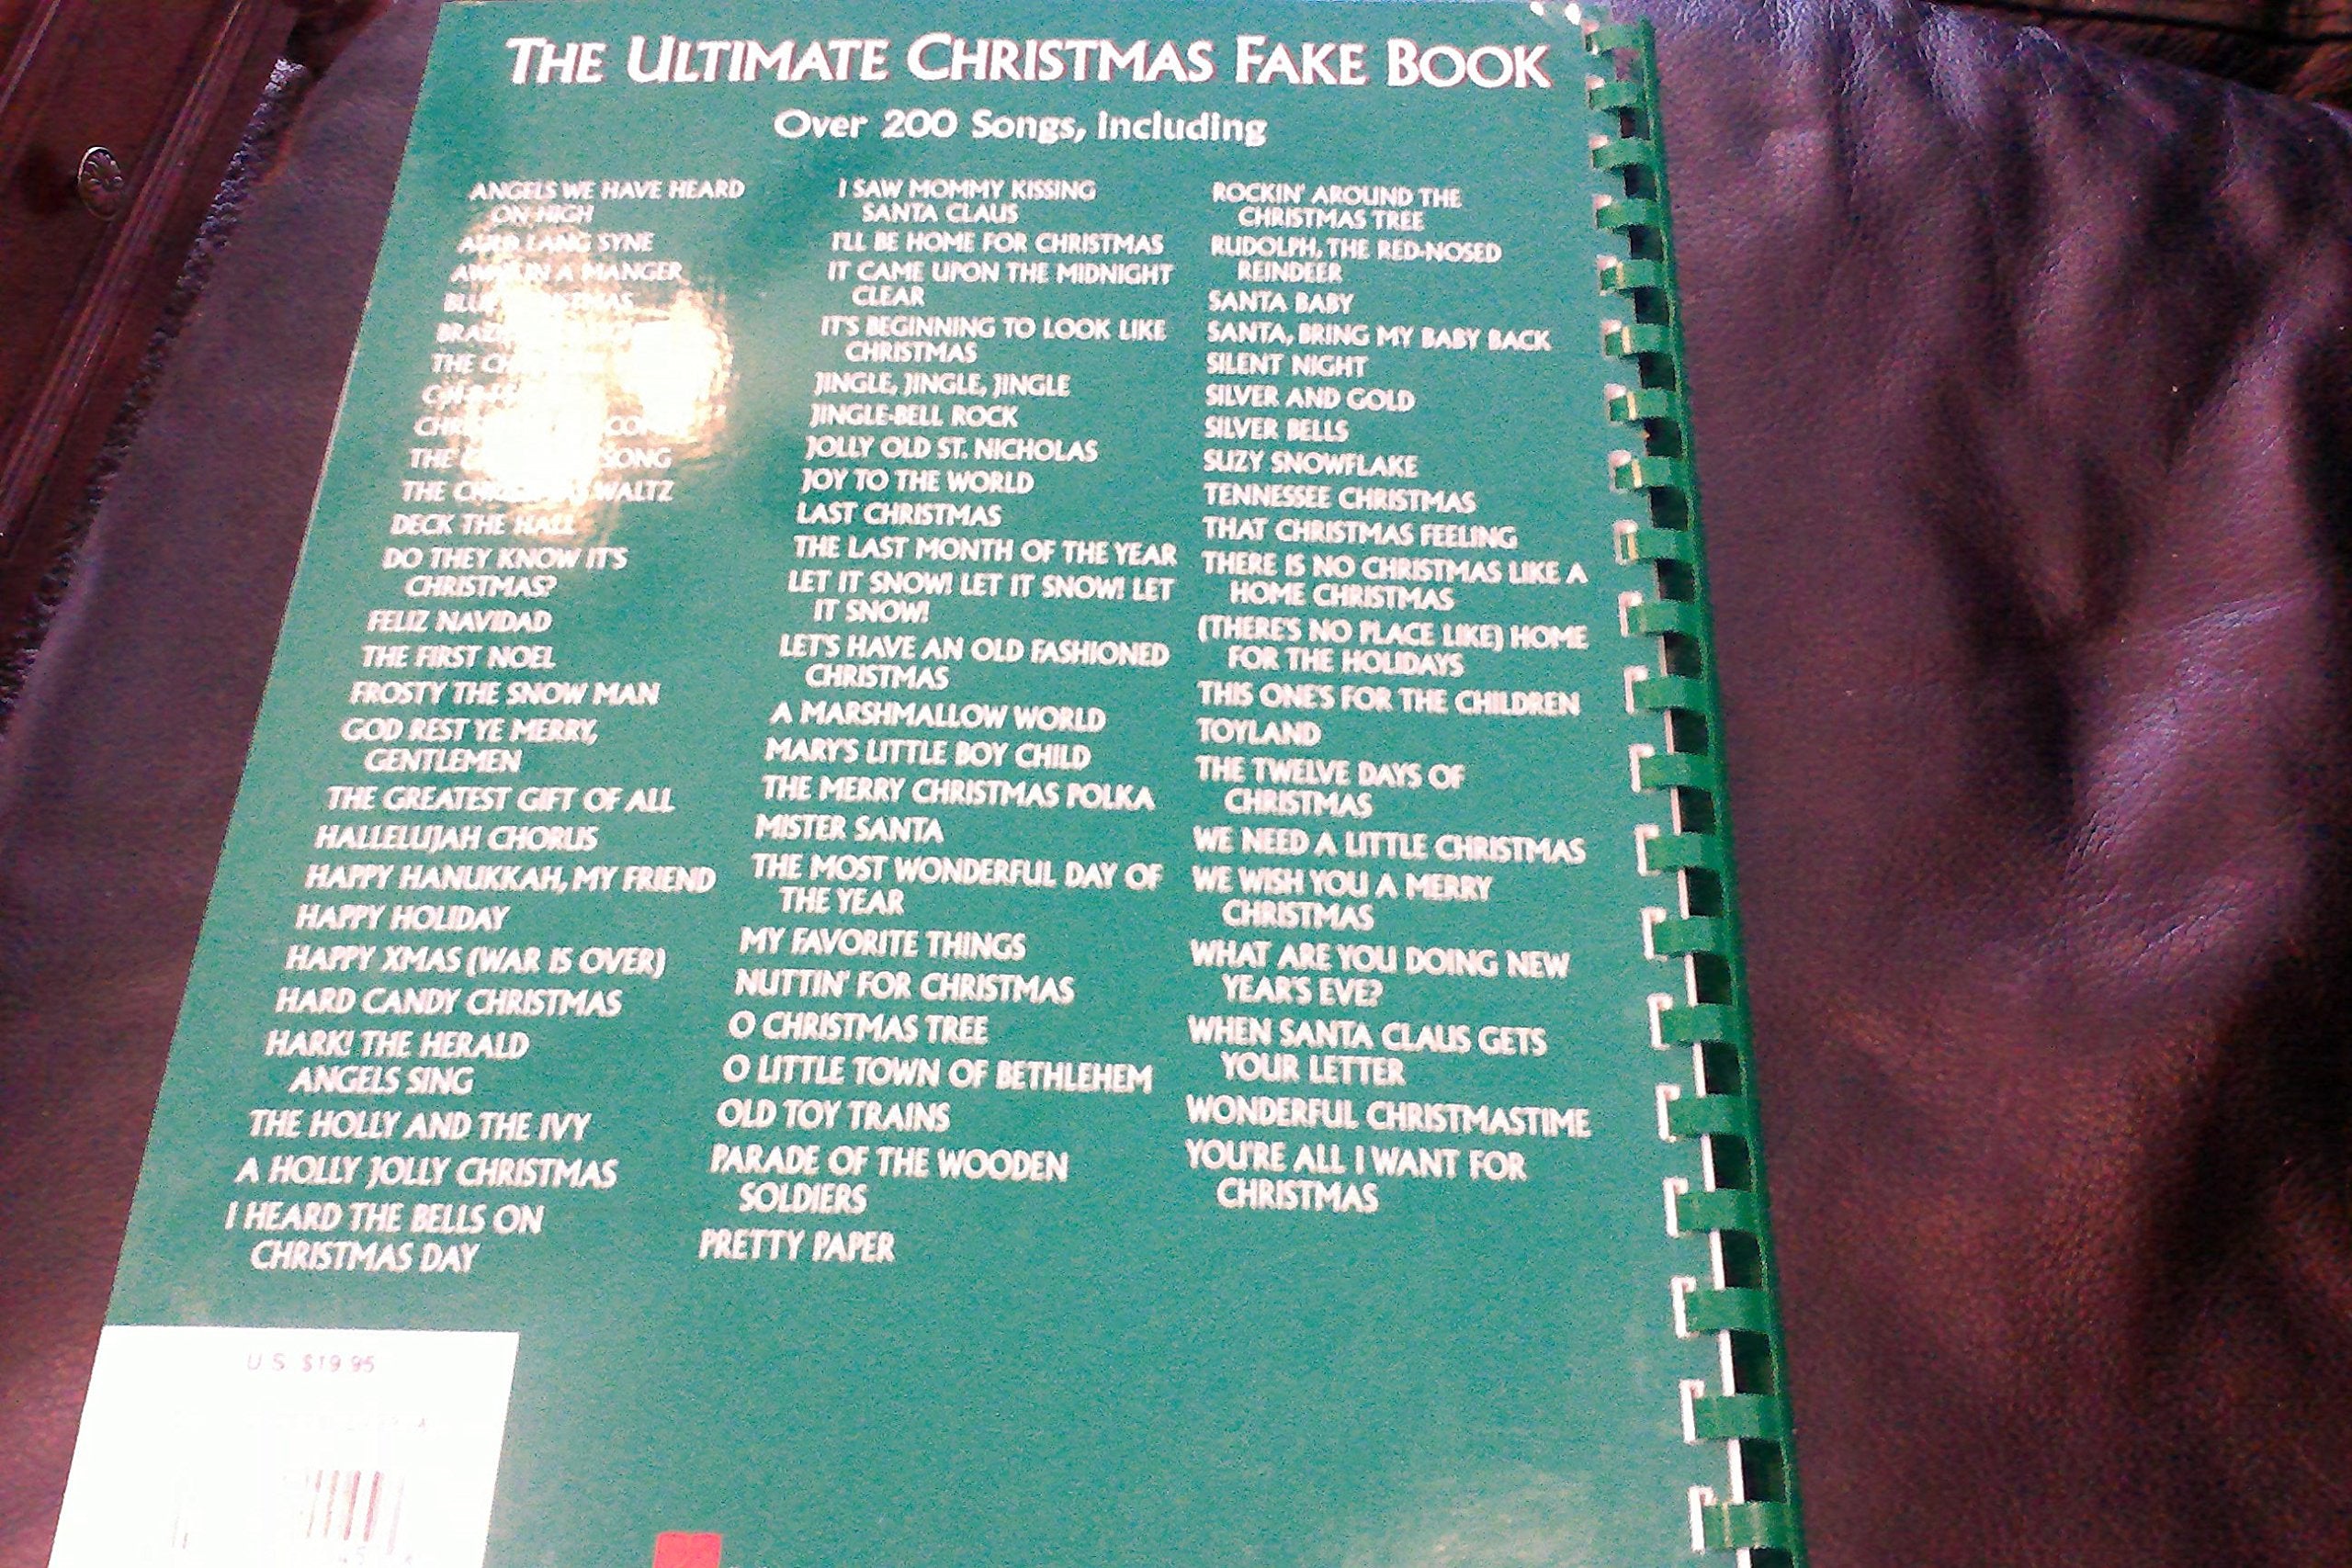 THE ULTIMATE CHRISTMAS FAKE BOOK
Over 200 Songs, Including
ANGELS WE HAVE HEARD
ON HIGH
AULD LANG SYNE
AWAY IN A MANGER
BLUE CHRISTMAS
THE
THE SONG
THE CHRISTMAS WALTZ
DECK THE HALL
DO THEY KNOW IT'S
CHRISTMAS?
FELIZ NAVIDAD
THE FIRST NOEL
FROSTY THE SNOW MAN
GOD REST YE MERRY,
GENTLEMEN
THE GREATEST GIFT OF ALL
HALLELUJAH CHORUS
HAPPY HANUKKAH, MY FRIEND
HAPPY HOLIDAY
HAPPY XMAS (WAR IS OVER)
HARD CANDY CHRISTMAS
HARK! THE HERALD
ANGELS SING
THE HOLLY AND THE IVY
A HOLLY JOLLY CHRISTMAS
I HEARD THE BELLS ON
CHRISTMAS DAY
I SAW MOMMY KISSING
SANTA CLAUS
I'LL BE HOME FOR CHRISTMAS
IT CAME UPON THE MIDNIGHT
CLEAR
IT'S BEGINNING TO LOOK LIKE
CHRISTMAS
JINGLE, JINGLE, JINGLE
JINGLE-BELL ROCK
JOLLY OLD ST. NICHOLAS
JOY TO THE WORLD
LAST CHRISTMAS
THE LAST MONTH OF THE YEAR
LET IT SNOW! LET IT SNOW! LET
IT SNOW!
LET'S HAVE AN OLD FASHIONED
CHRISTMAS
A MARSHMALLOW WORLD
MARY'S LITTLE BOY CHILD
THE MERRY CHRISTMAS POLKA
MISTER SANTA
THE MOST WONDERFUL DAY OF
THE YEAR
MY FAVORITE THINGS
NUTTIN' FOR CHRISTMAS
O CHRISTMAS TREE
O LITTLE TOWN OF BETHLEHEM
OLD TOY TRAINS
PARADE OF THE WOODEN
SOLDIERS
PRETTY PAPER
ROCKIN' AROUND THE
CHRISTMAS TREE
RUDOLPH, THE RED-NOSED
REINDEER
SANTA BABY
SANTA, BRING MY BABY BACK
SILENT NIGHT
SILVER AND GOLD
SILVER BELLS
SUZY SNOWFLAKE
TENNESSEE CHRISTMAS
THAT CHRISTMAS FEELING
THERE IS NO CHRISTMAS LIKE A
HOME CHRISTMAS
(THERE'S NO PLACE LIKE) HOME
FOR THE HOLIDAYS
THIS ONE'S FOR THE CHILDREN
TOYLAND
THE TWELVE DAYS OF
CHRISTMAS
WE NEED A LITTLE CHRISTMAS
WE WISH YOU A MERRY
CHRISTMAS
WHAT ARE YOU DOING NEW
YEAR'S EVE?
WHEN SANTA CLAUS GETS
YOUR LETTER
WONDERFUL CHRISTMASTIME
YOU'RE ALL I WANT FOR
CHRISTMAS
U.S. $19.95